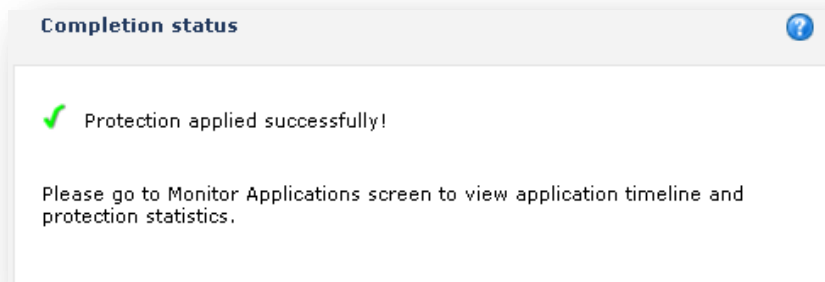 Completion status
?
Protection applied successfully!
Please go to Monitor Applications screen to view application timeline and
protection statistics.